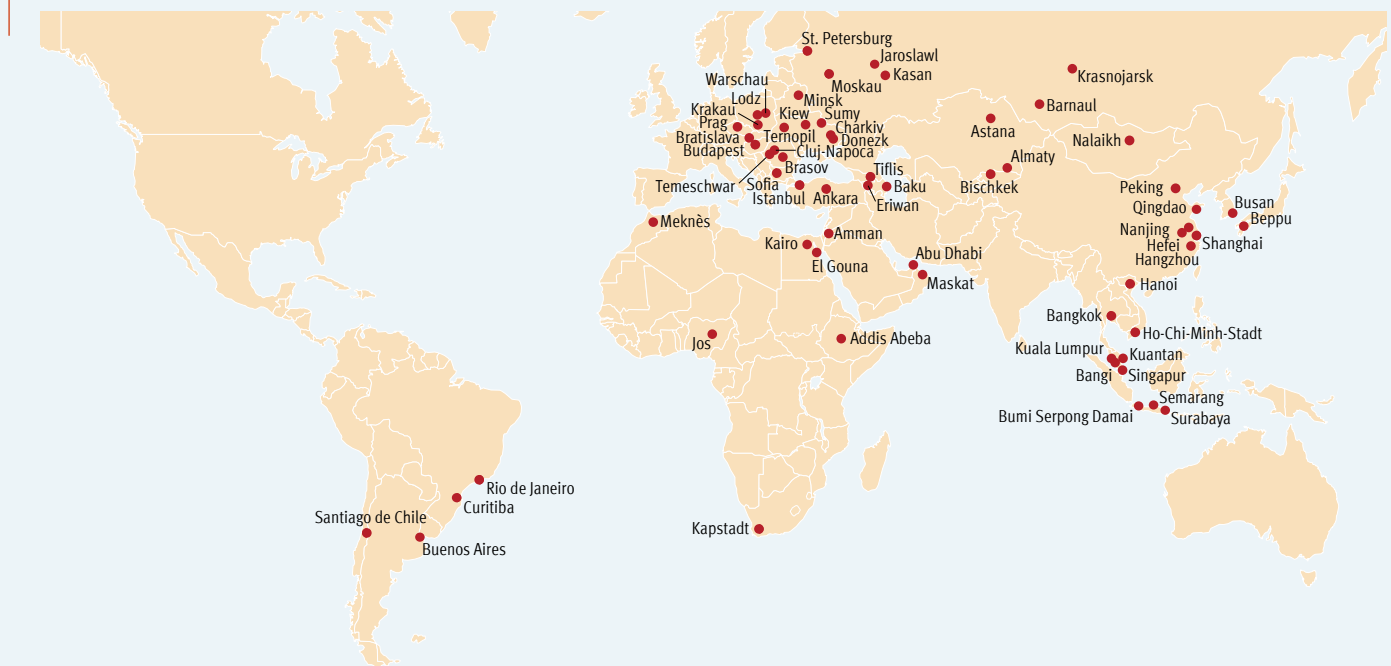 St. Petersburg
Jaroslawl
Kasan
Moskau
Krasnojarsk
Warschau
Lodz
Minsk
Barnaul
Krakau
Kiew
Sumy
Prag
Charkiv
Astana
Bratislava
Ternopil
Donezk
Nalaikh
Budapest
Cluj-Napoca
Almaty
Brasov
Tiflis
Temeschwar
Sofia
Baku
Bischkek
Peking
Istanbul
Ankara
Eriwan
Qingdao
Busan
Beppu
Meknès
Amman
Nanjing
Kairo
Hefei
Shanghai
Abu Dhabi
Hangzhou
El Gouna
Maskat
Hanoi
Bangkok
Jos
Addis Abeba
Ho-Chi-Minh-Stadt
Kuala Lumpur
Kuantan
Bangi
Singapur
Semarang
Bumi Serpong Damai
Surabaya
Rio de Janeiro
Curitiba
Santiago de Chile
Kapstadt
Buenos Aires